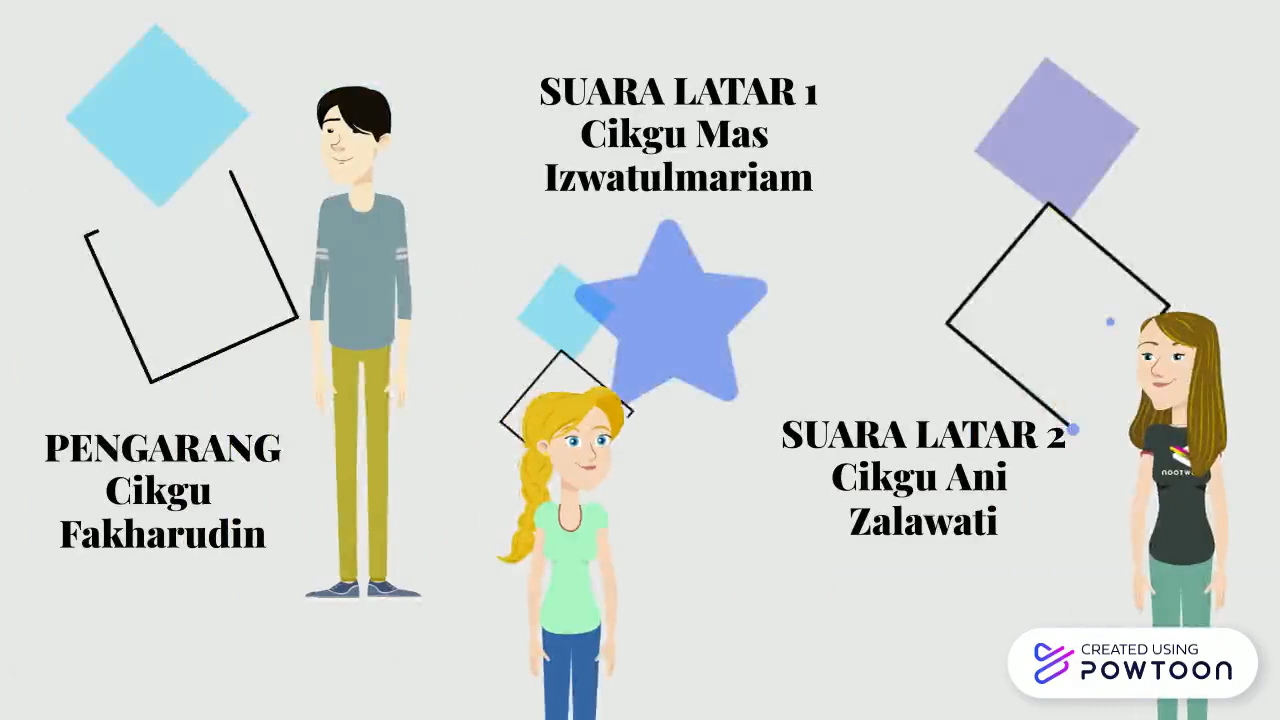 SUARA LATAR 1
Cikgu Mas
Izwatulmariam
PENGARANG
Cikgu
Fakharudin
SUARA LATAR 2
Cikgu Ani
Zalawati
CREATED USING
POWTOON